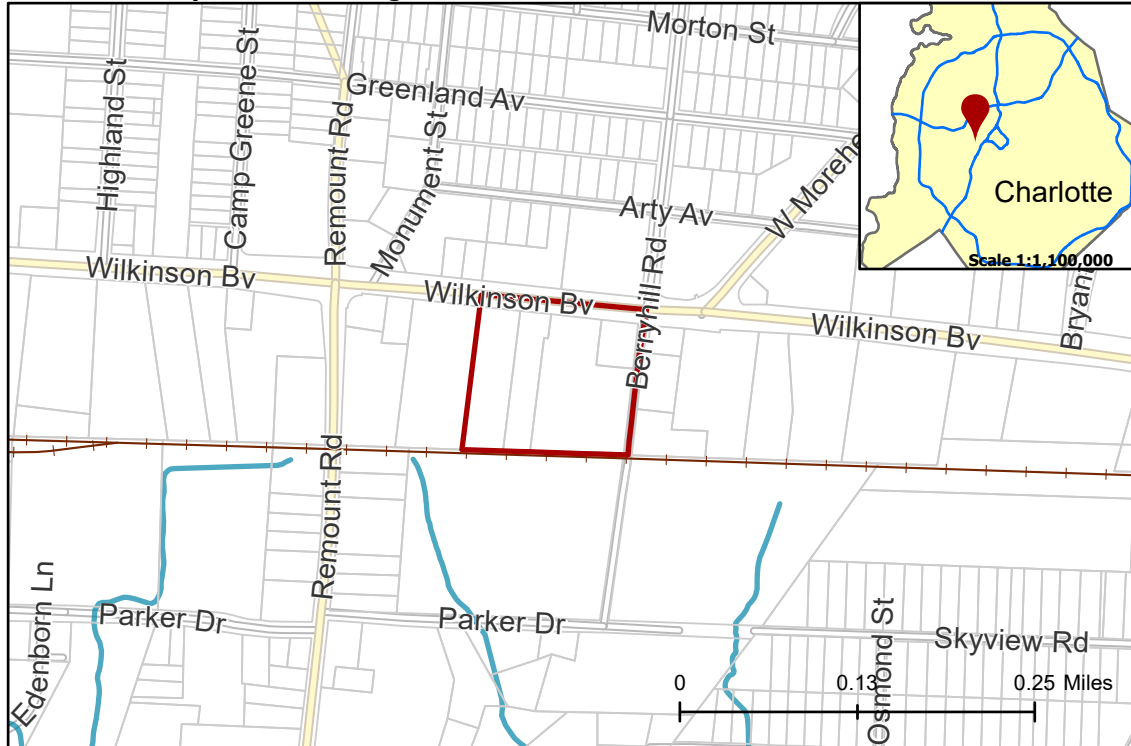 Morton St
Greenland Av
Highland St
Camp Greene St
Remount Rd
Monument St
Arty Av
Berryhill Rd
Charlotte
Scale 1:1,100,000
Wilkinson Bv
Wilkinson Bv
Wilkinson Bv
Bryant
Remount Rd
Edenborn Ln
Parker Dr
Parker Dr
Osmond St
Skyview Rd
0
0.13
0.25 Miles